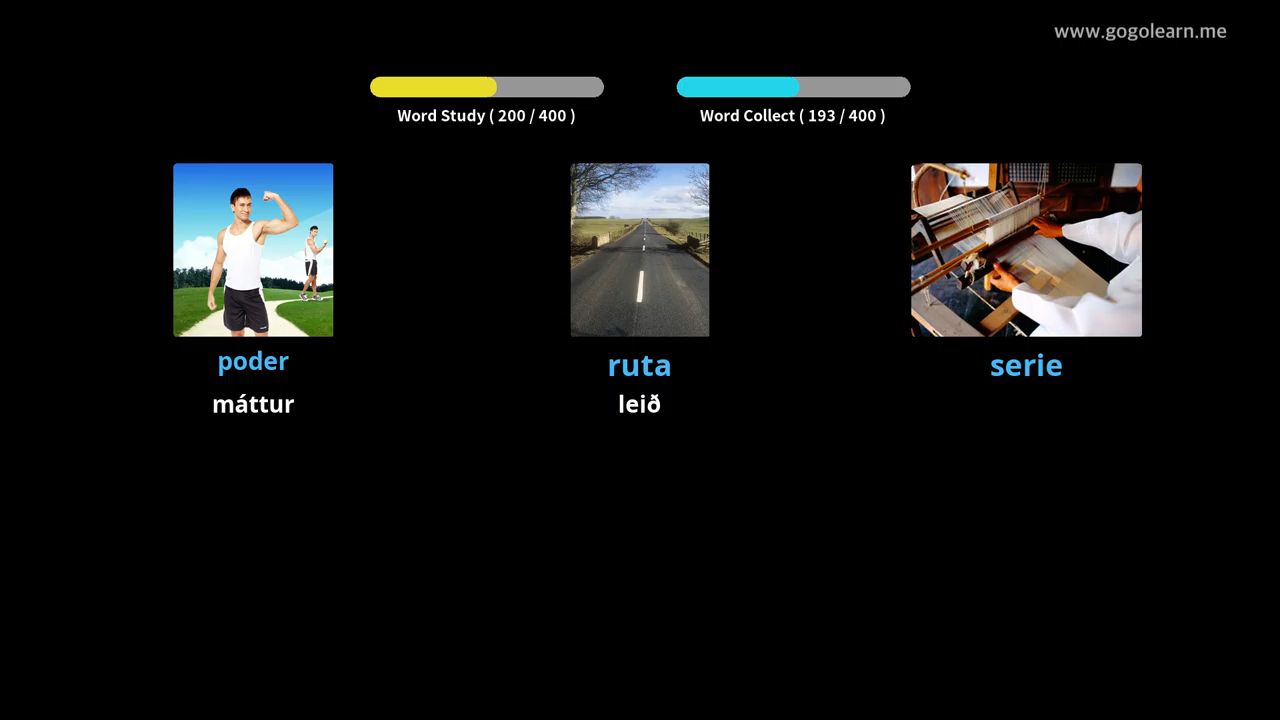 www.gogolearn.me
Word Study ( 200 / 400 )
Word Collect ( 193 / 400 )
poder
ruta
serie
máttur
leið